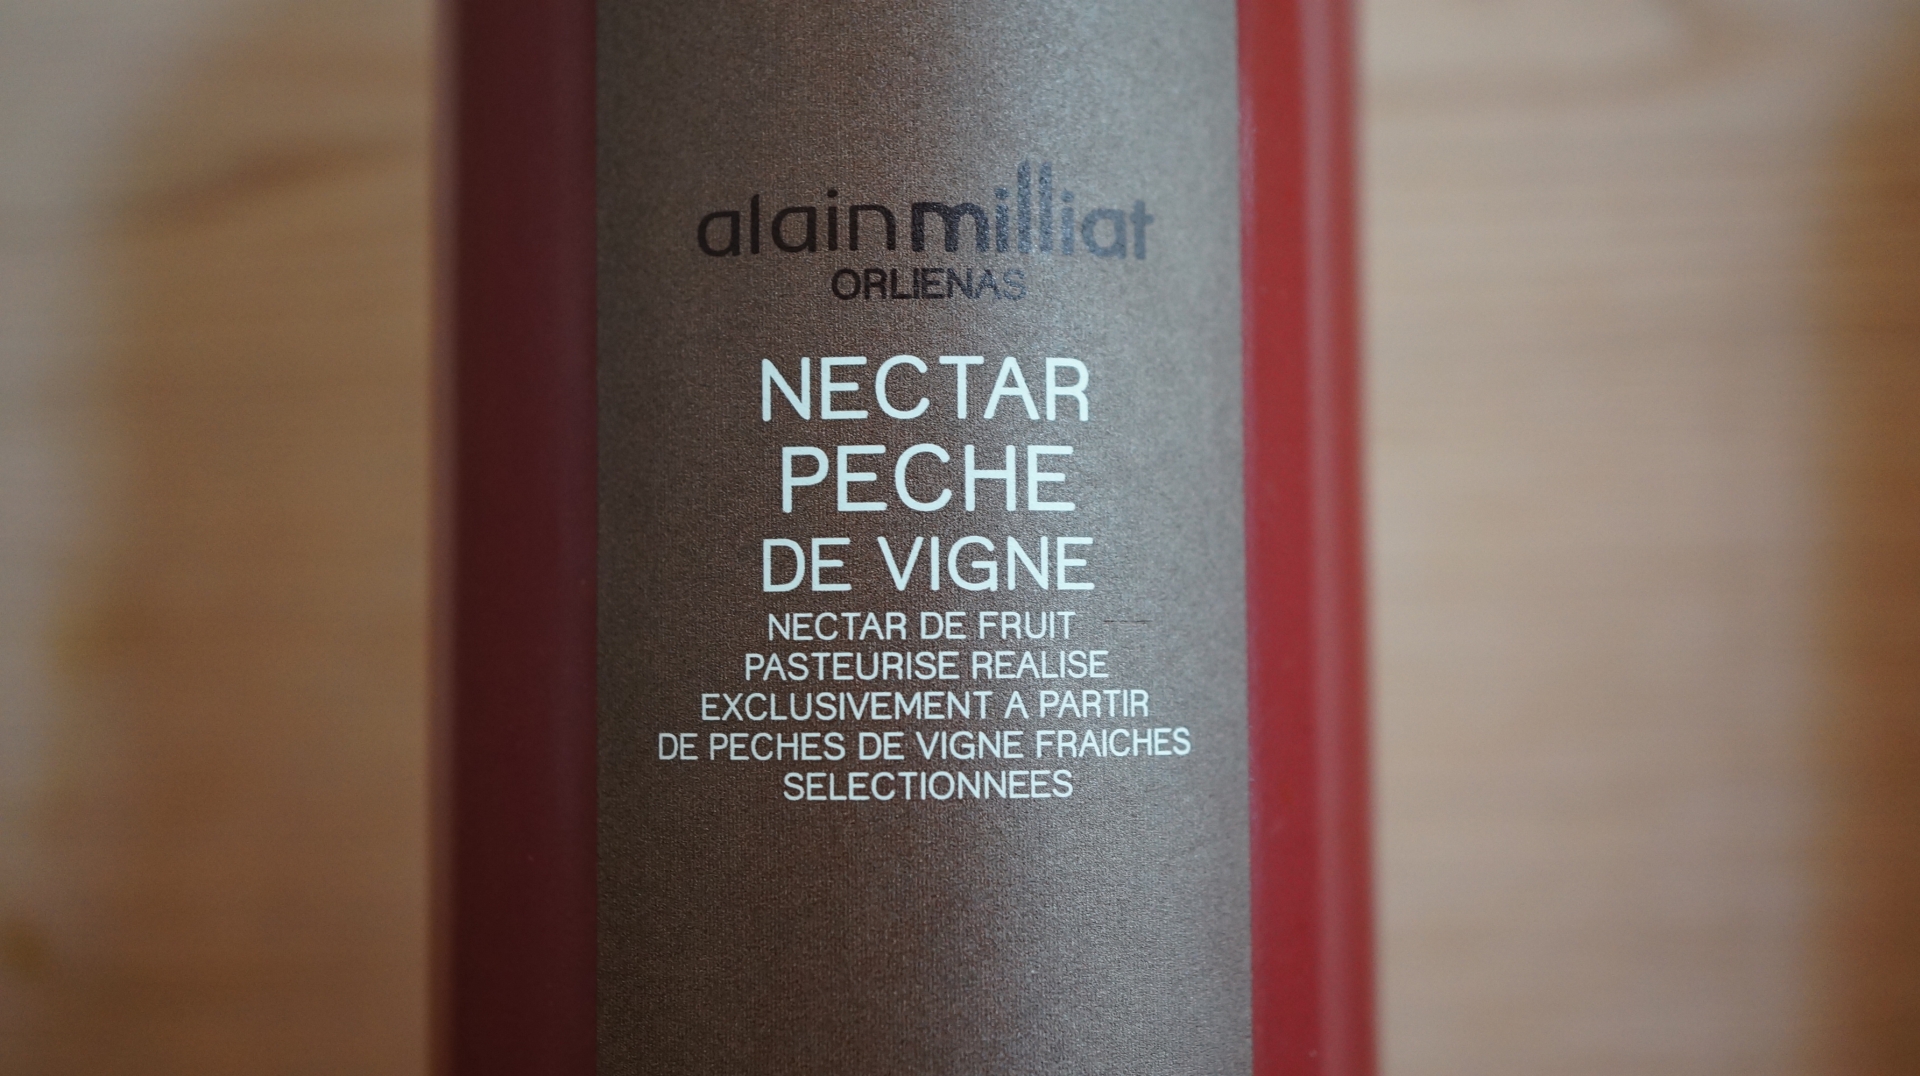 alainmilliat
ORLIENAS
NECTAR
PECHE
DE VIGNE
NECTAR DE FRUIT
PASTEURISE REALISE
EXCLUSIVEMENT A PARTIR
DE PECHES DE VIGNE FRAICHES
SELECTIONNEES